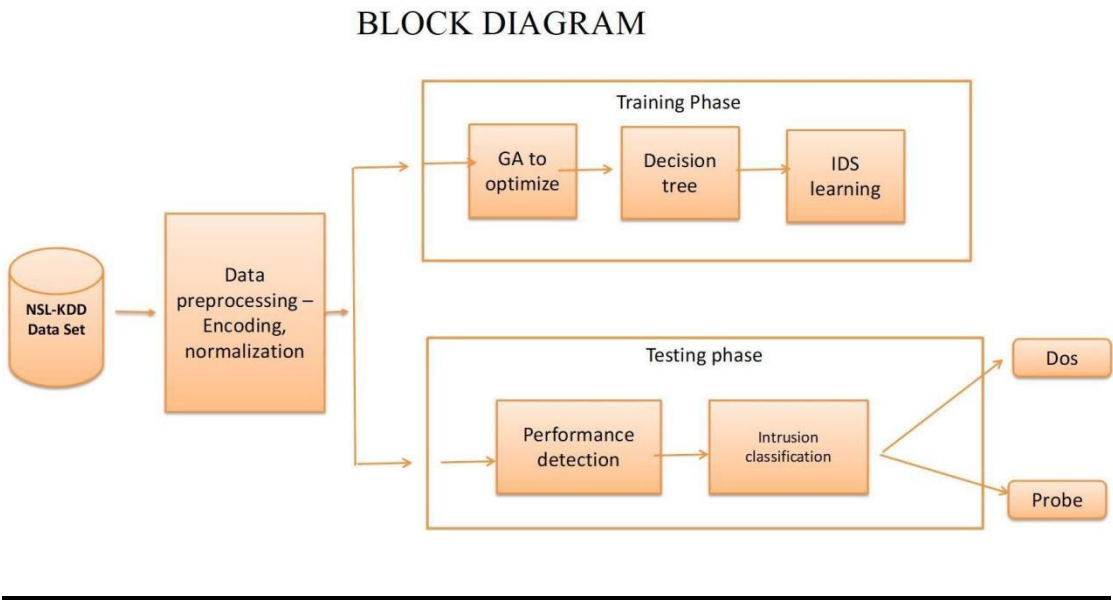 BLOCK DIAGRAM
Training Phase
GA to
optimize
Decision
tree
IDS
learning
NSL-KDD
Data Set
Data
preprocessing –
Encoding,
normalization
Testing phase
Performance
detection
Intrusion
classification
Dos
Probe